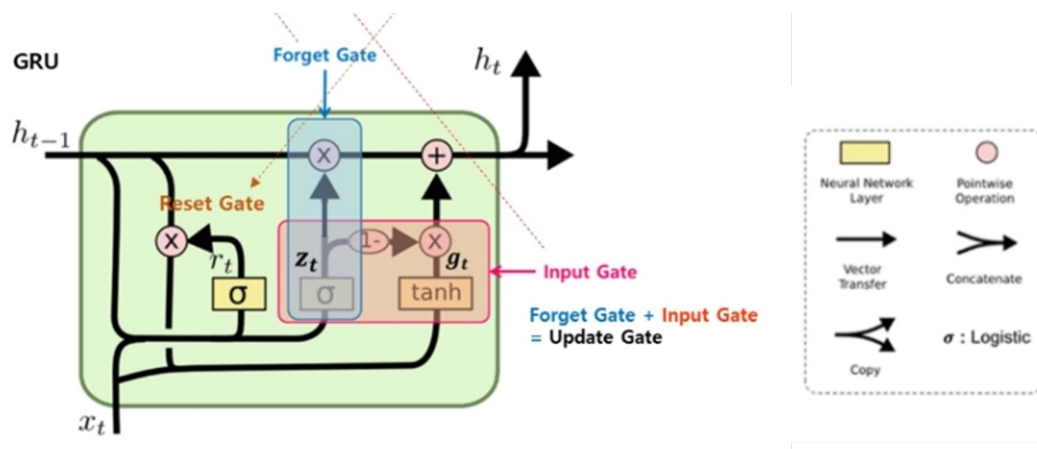 GRU
Forget Gate
h_t
h_{t-1}
X
+
Reset Gate
X
r_t
z_t
1-
X
g_t
σ
σ
tanh
Input Gate
Forget Gate + Input Gate
= Update Gate
x_t
Neural Network
Layer
Pointwise
Operation
Vector
Transfer
Concatenate
Copy
σ : Logistic